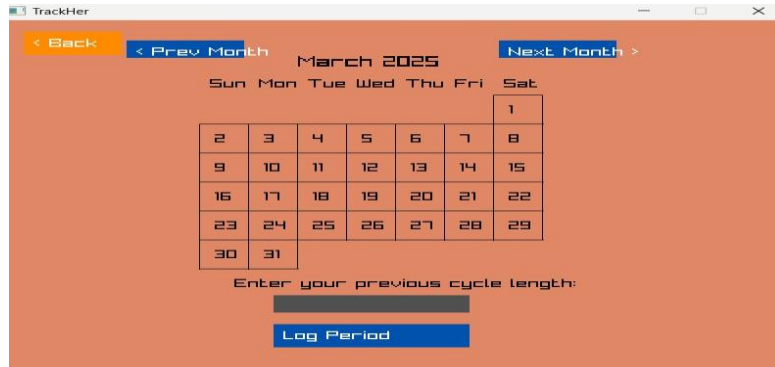 TrackHer
< Back
< Prev Month
Next Month >
March 2025
Sun Mon Tue Wed Thu Fri Sat
1
2 3 4 5 6 7 8
9 10 11 12 13 14 15
16 17 18 19 20 21 22
23 24 25 26 27 28 29
30 31
Enter your previous cycle length:
Log Period